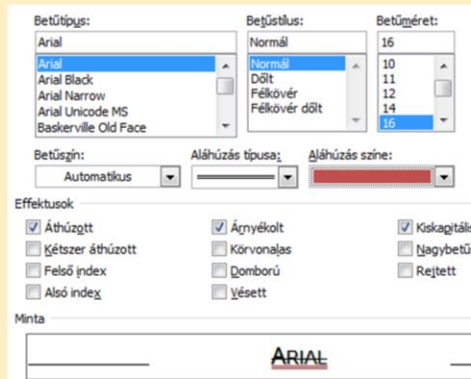 Betűtípus: Betűstílus: Betűméret:
Arial Normál 16
Arial Normál 10
Arial Black Dőlt 11
Arial Narrow Félkövér 12
Arial Unicode MS Félkövér dőlt 14
Baskerville Old Face 16
Betűszín: Aláhúzás típusa: Aláhúzás színe:
Automatikus
Effektusok
Áthúzott Árnyékolt Kiskapitális
Kétszer áthúzott Körvonalas Nagybetű
Felső index Domború Rejtett
Alsó index Vésett
Minta
ARIAL